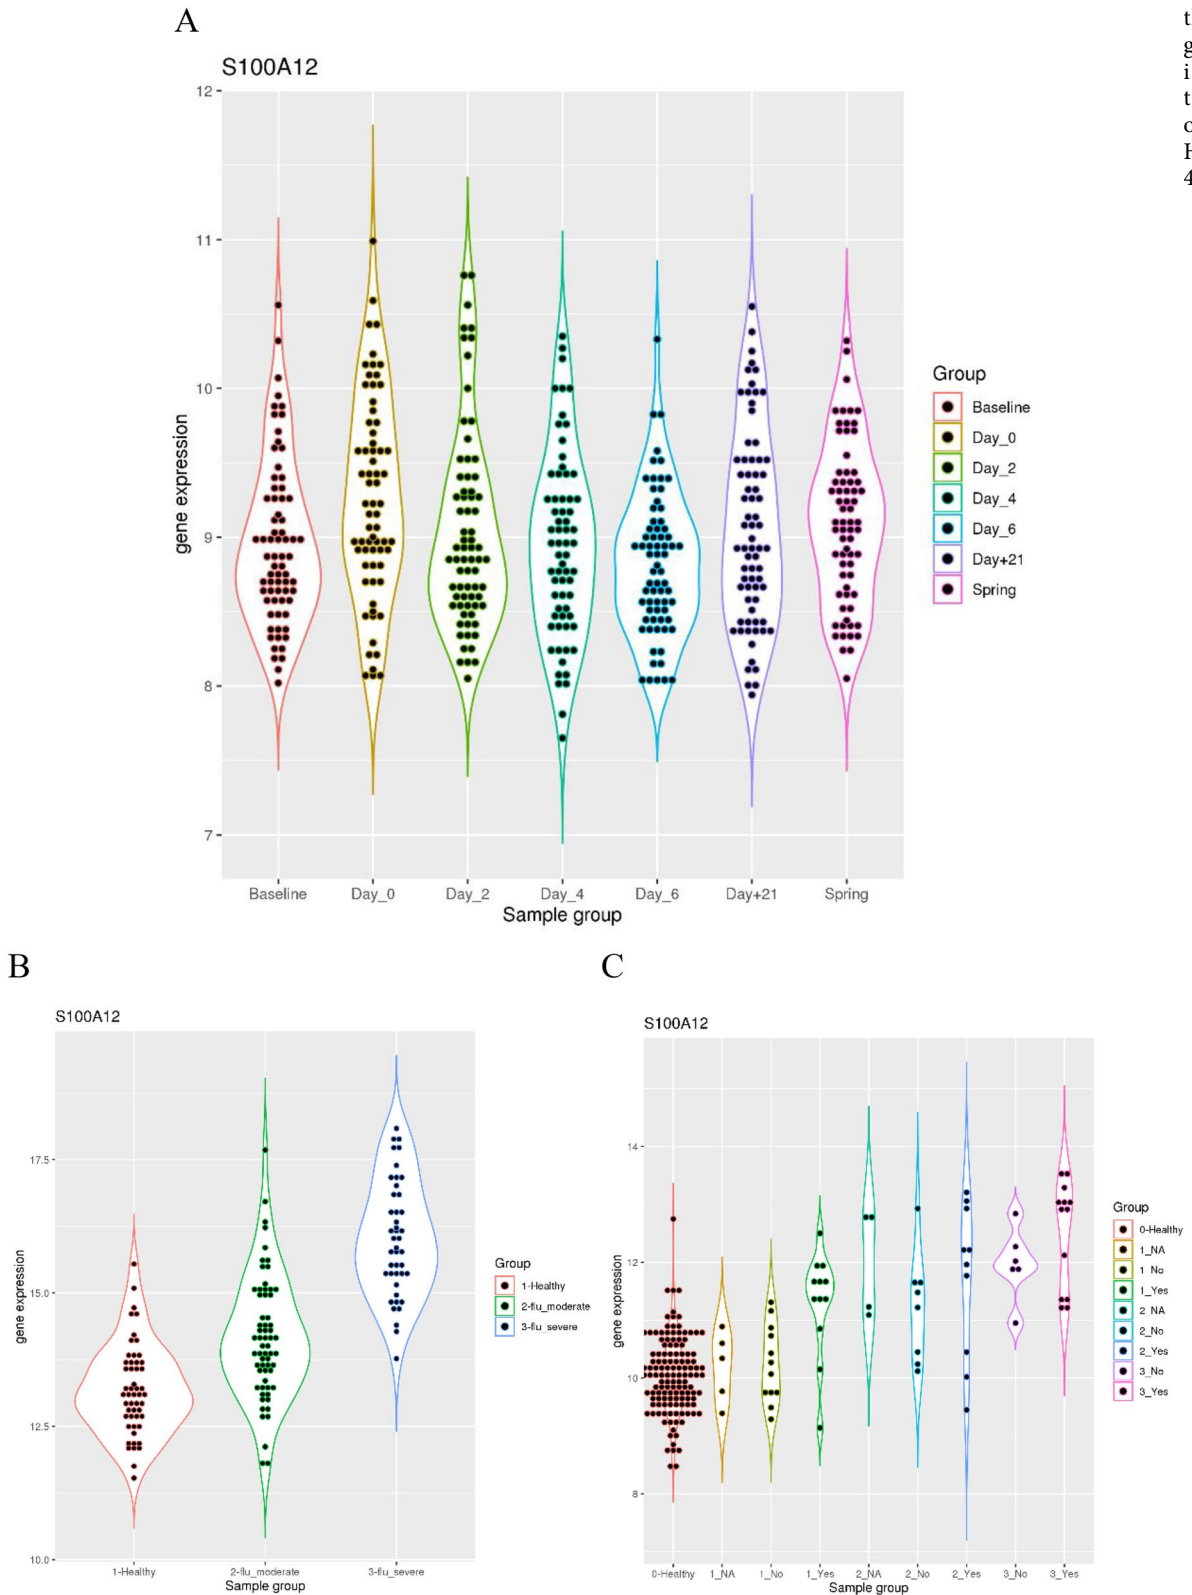 A
S100A12
12
11
10
9
8
7
gene expression
Baseline Day_0 Day_2 Day_4 Day_6 Day+21 Spring
Sample group
Group
Baseline
Day_0
Day_2
Day_4
Day_6
Day+21
Spring
B
S100A12
17.5
15.0
12.5
10.0
gene expression
1-Healthy 2-flu_moderate 3-flu_severe
Sample group
Group
1-Healthy
2-flu_moderate
3-flu_severe
C
S100A12
14
12
10
8
gene expression
0-Healthy 1_NA 1_No 1_Yes 2_NA 2_No 2_Yes 3_No 3_Yes
Sample group
Group
0-Healthy
1_NA
1_No
1_Yes
2_NA
2_No
2_Yes
3_No
3_Yes